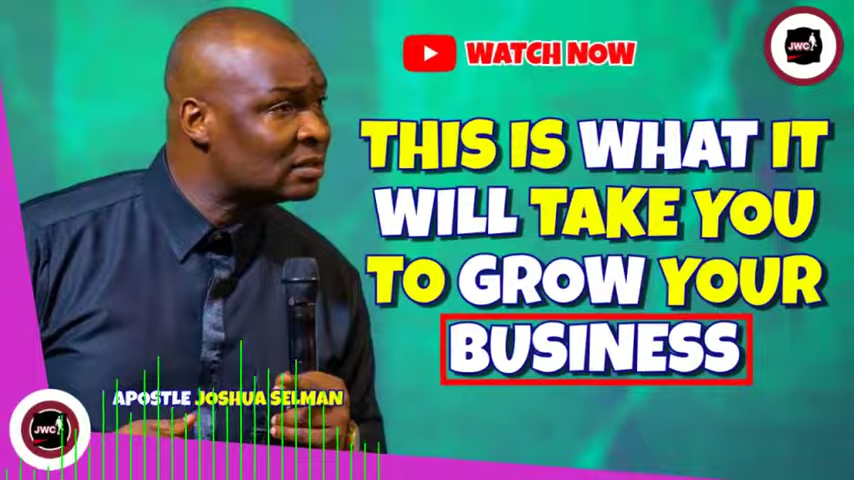 WATCH NOW
JWC
THIS IS WHAT IT
WILL TAKE YOU
TO GROW YOUR
BUSINESS
APOSTLE JOSHUA SELMAN
JWC